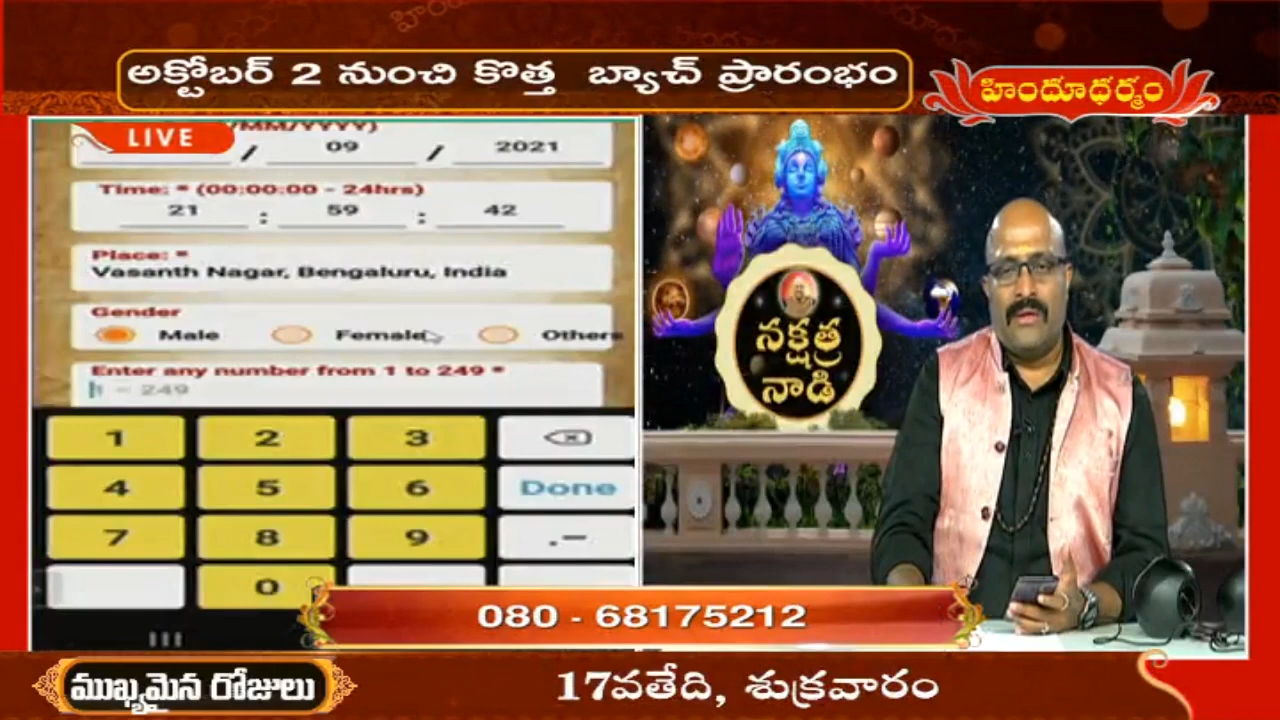 అక్టోబర్ 2 నుంచి కొత్త బ్యాచ్ ప్రారంభం
హిందూధర్మం
LIVE
/MM/YYYY)
/ 09 / 2021
Time: * (00:00:00 - 24hrs)
21 : 59 : 42
Place: *
Vasanth Nagar, Bengaluru, India
Gender
Male Female Others
Enter any number from 1 to 249 *
1 - 249
1 2 3
4 5 6 Done
7 8 9 .-
0
నక్షత్ర
నాడి
080 - 68175212
ముఖ్యమైన రోజులు
17వతేది, శుక్రవారం